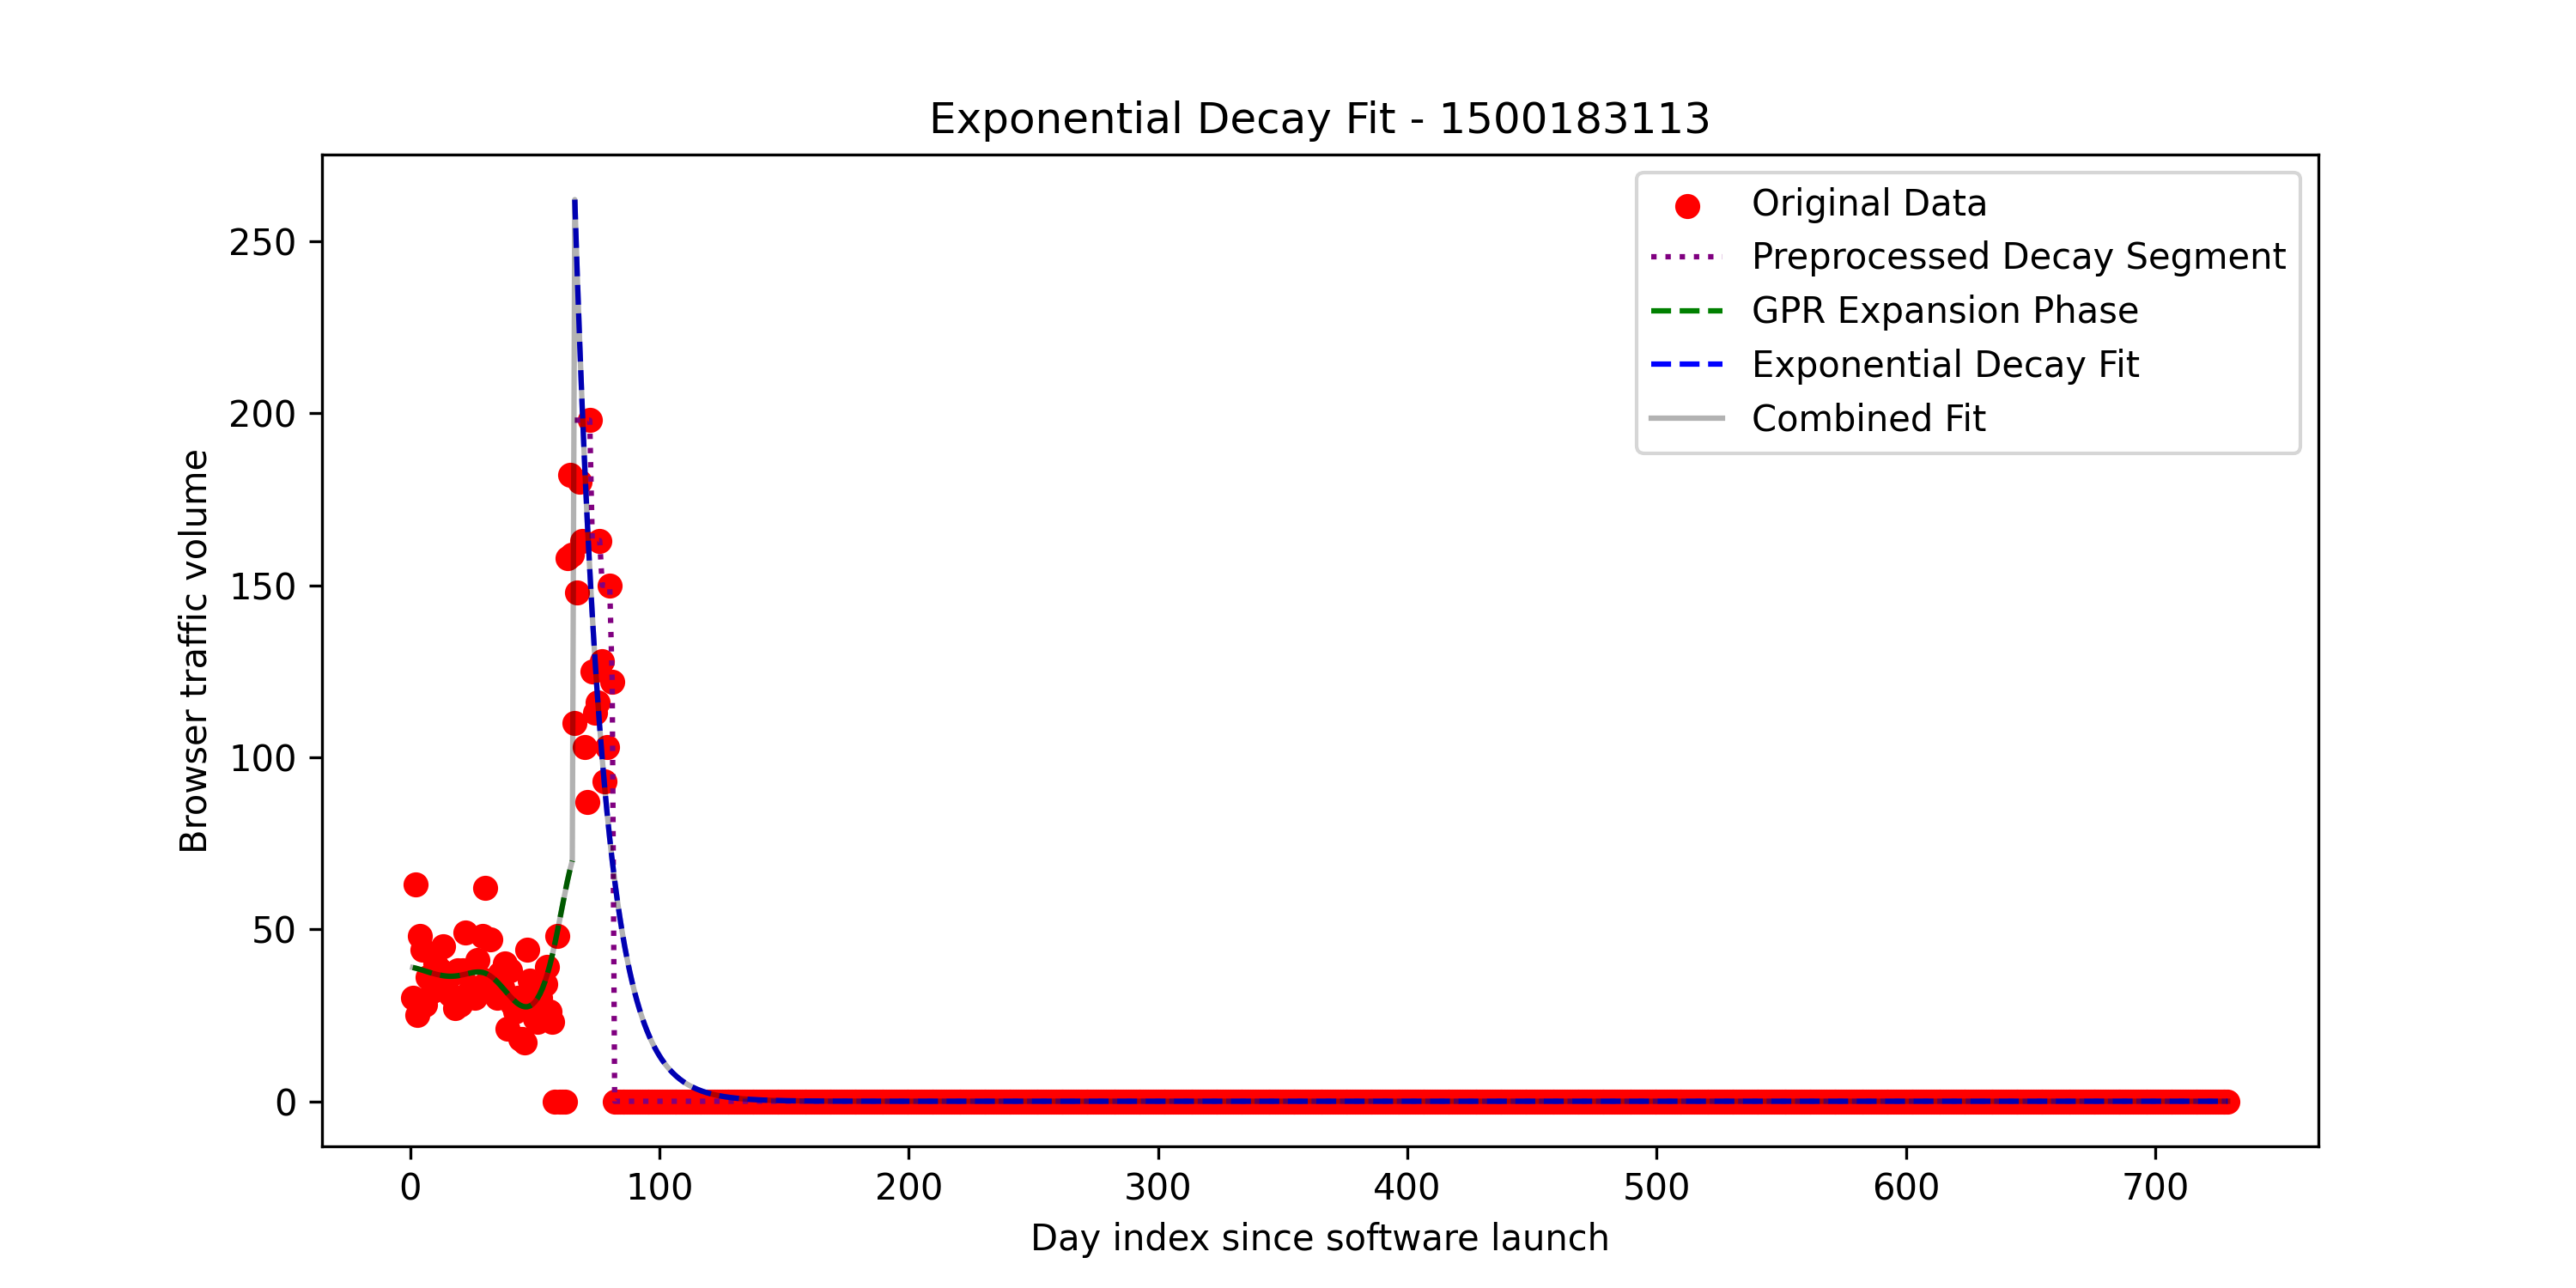 Exponential Decay Fit - 1500183113
Original Data
Preprocessed Decay Segment
GPR Expansion Phase
Exponential Decay Fit
Combined Fit
Browser traffic volume
250
200
150
100
50
0
0 100 200 300 400 500 600 700
Day index since software launch